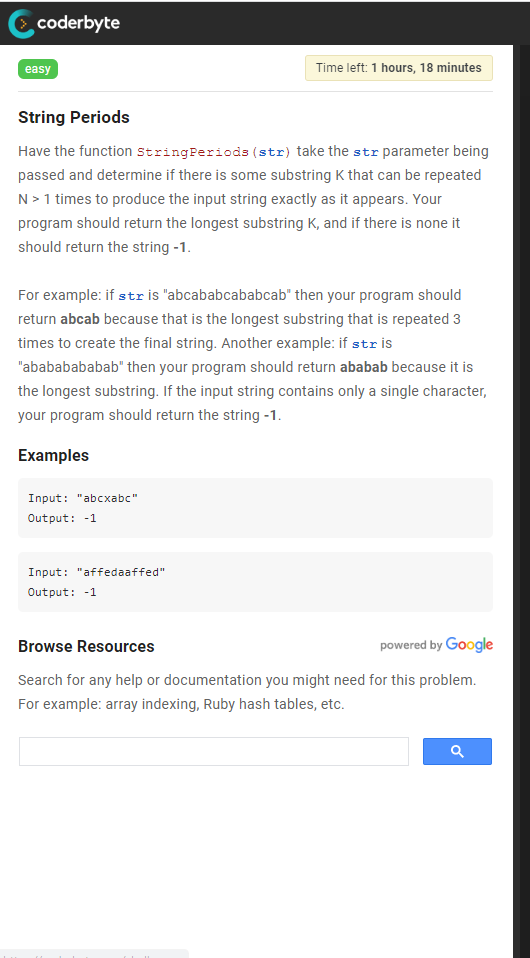 coderbyte
easy
Time left: 1 hours, 18 minutes
String Periods
Have the function StringPeriods(str) take the str parameter being
passed and determine if there is some substring K that can be repeated
N > 1 times to produce the input string exactly as it appears. Your
program should return the longest substring K, and if there is none it
should return the string -1.
For example: if str is "abcababcababcab" then your program should
return abcab because that is the longest substring that is repeated 3
times to create the final string. Another example: if str is
"abababababab" then your program should return ababab because it is
the longest substring. If the input string contains only a single character,
your program should return the string -1.
Examples
Input: "abcxabc"
Output: -1
Input: "affedaaffed"
Output: -1
Browse Resources
powered by Google
Search for any help or documentation you might need for this problem.
For example: array indexing, Ruby hash tables, etc.